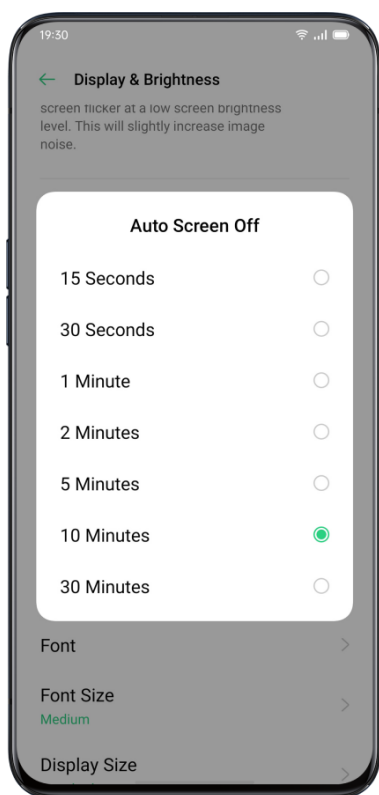 19:30
Display & Brightness
screen flicker at a low screen brightness
level. This will slightly increase image
noise.
Auto Screen Off
15 Seconds
30 Seconds
1 Minute
2 Minutes
5 Minutes
10 Minutes
30 Minutes
Font
Font Size
Medium
Display Size